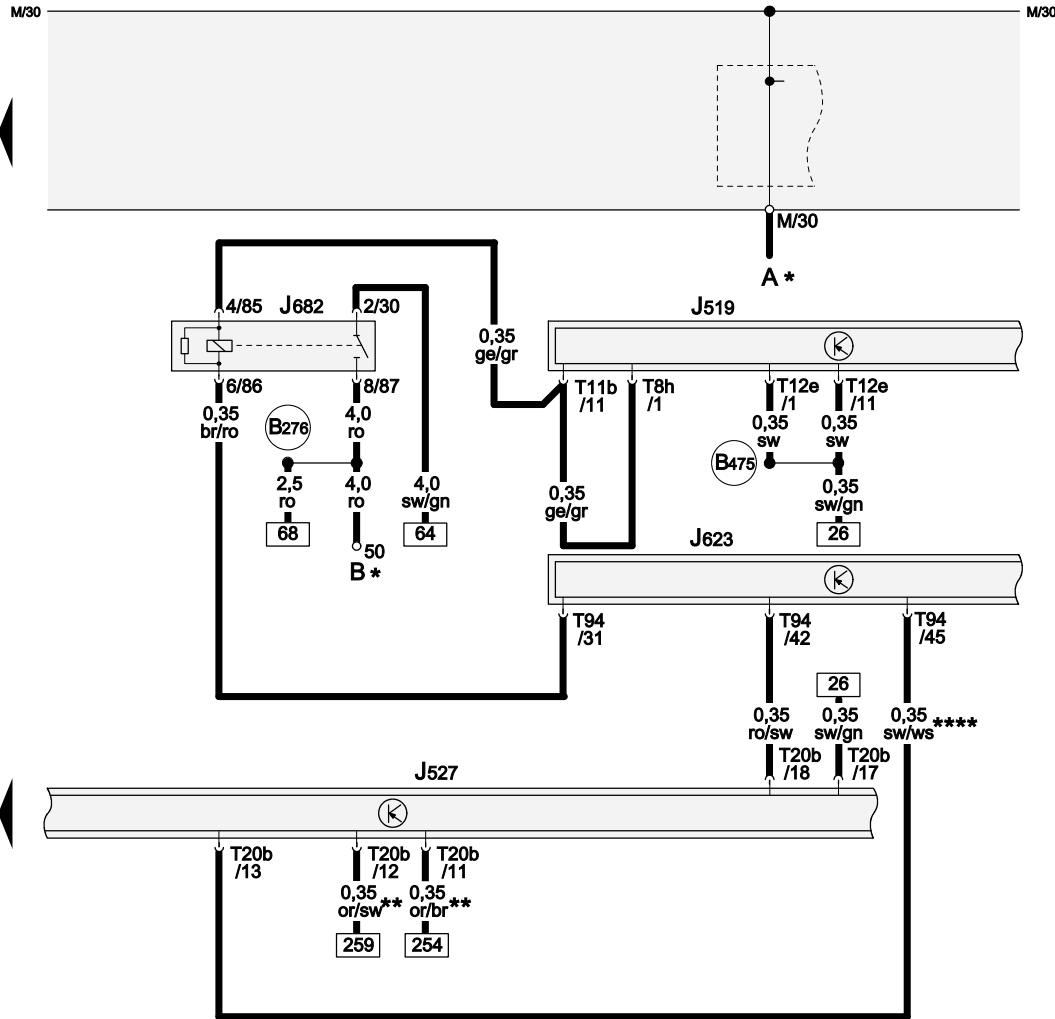 M/30
M/30
M/30
A *
4/85
J682
2/30
J519
0,35
ge/gr
6/86
8/87
T11b
/11
T8h
/1
T12e
/1
T12e
/11
0,35
br/ro
B276
4,0
ro
0,35
sw
0,35
sw
B475
2,5
ro
4,0
ro
4,0
sw/gn
0,35
ge/gr
0,35
sw/gn
68
64
26
50
B *
J623
T94
/31
T94
/42
T94
/45
26
0,35
ro/sw
0,35
sw/gn
0,35
sw/ws****
T20b
/18
T20b
/17
J527
T20b
/13
T20b
/12
T20b
/11
0,35
or/sw**
0,35
or/br**
259
254